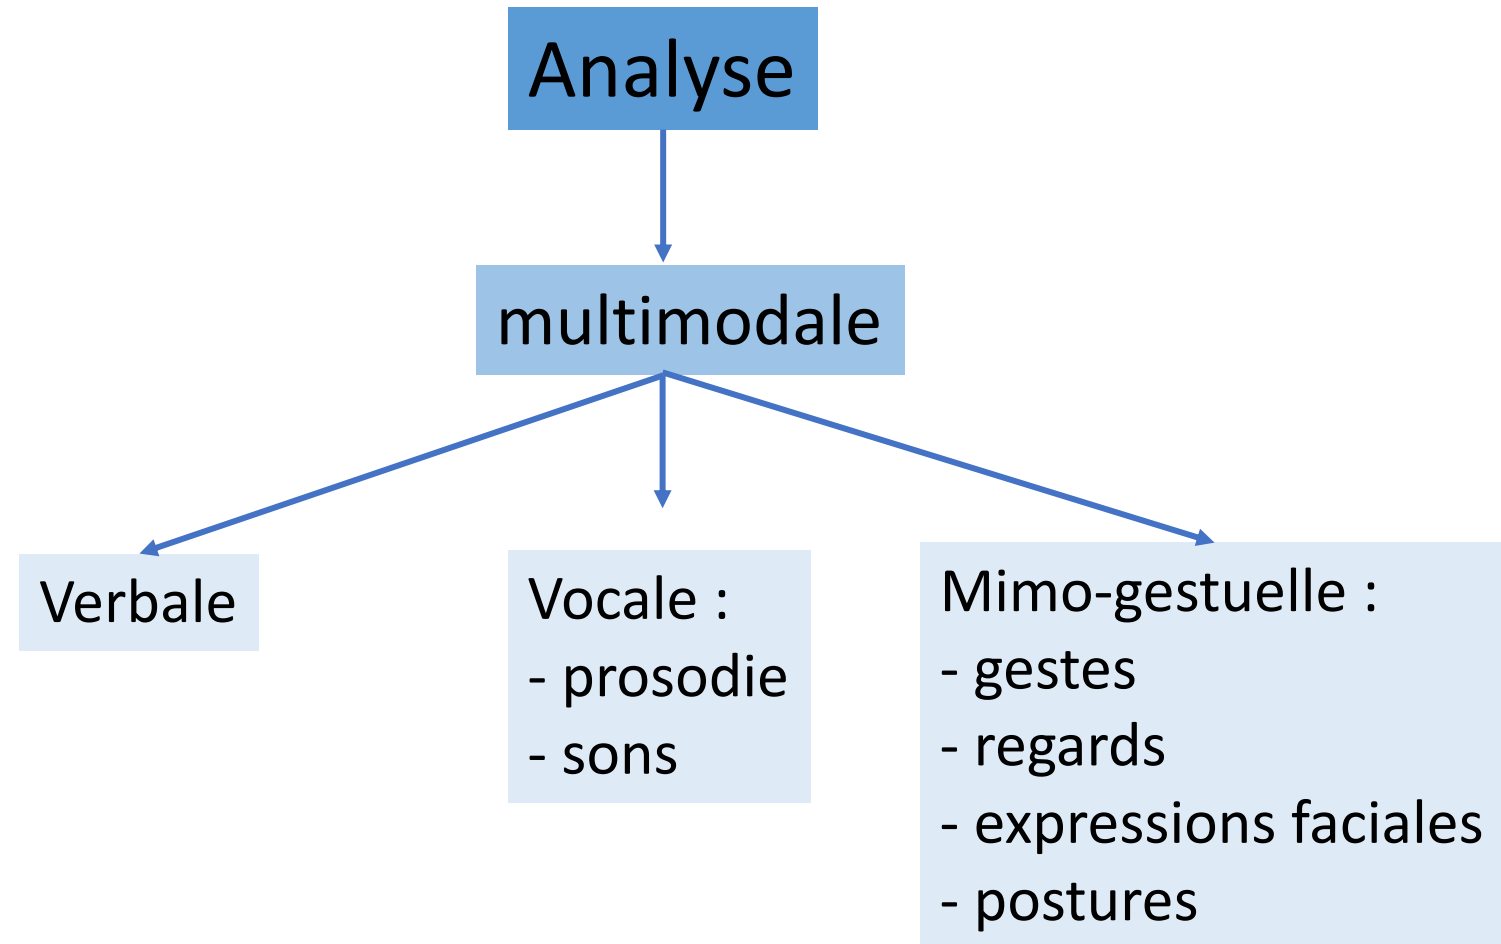 Analyse
multimodale
Verbale
Vocale :
- prosodie
- sons
Mimo-gestuelle :
- gestes
- regards
- expressions faciales
- postures